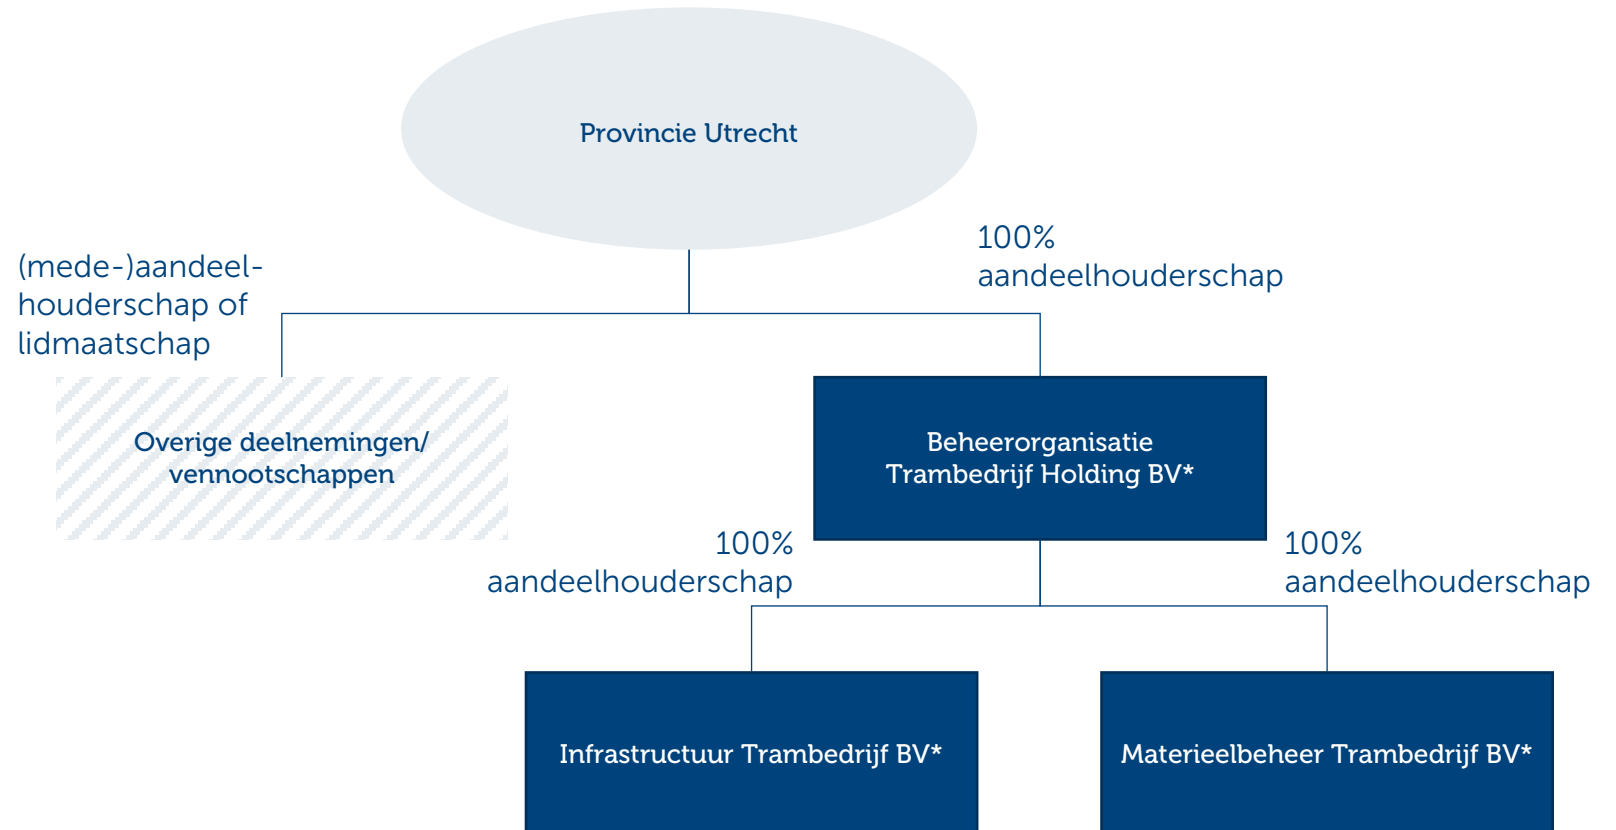 Provincie Utrecht
100%
aandeelhouderschap
(mede-)aandeel-
houderschap of
lidmaatschap
Overige deelnemingen/
vennootschappen
Beheerorganisatie
Trambedrijf Holding BV*
100%
aandeelhouderschap
100%
aandeelhouderschap
Infrastructuur Trambedrijf BV*
Materieelbeheer Trambedrijf BV*